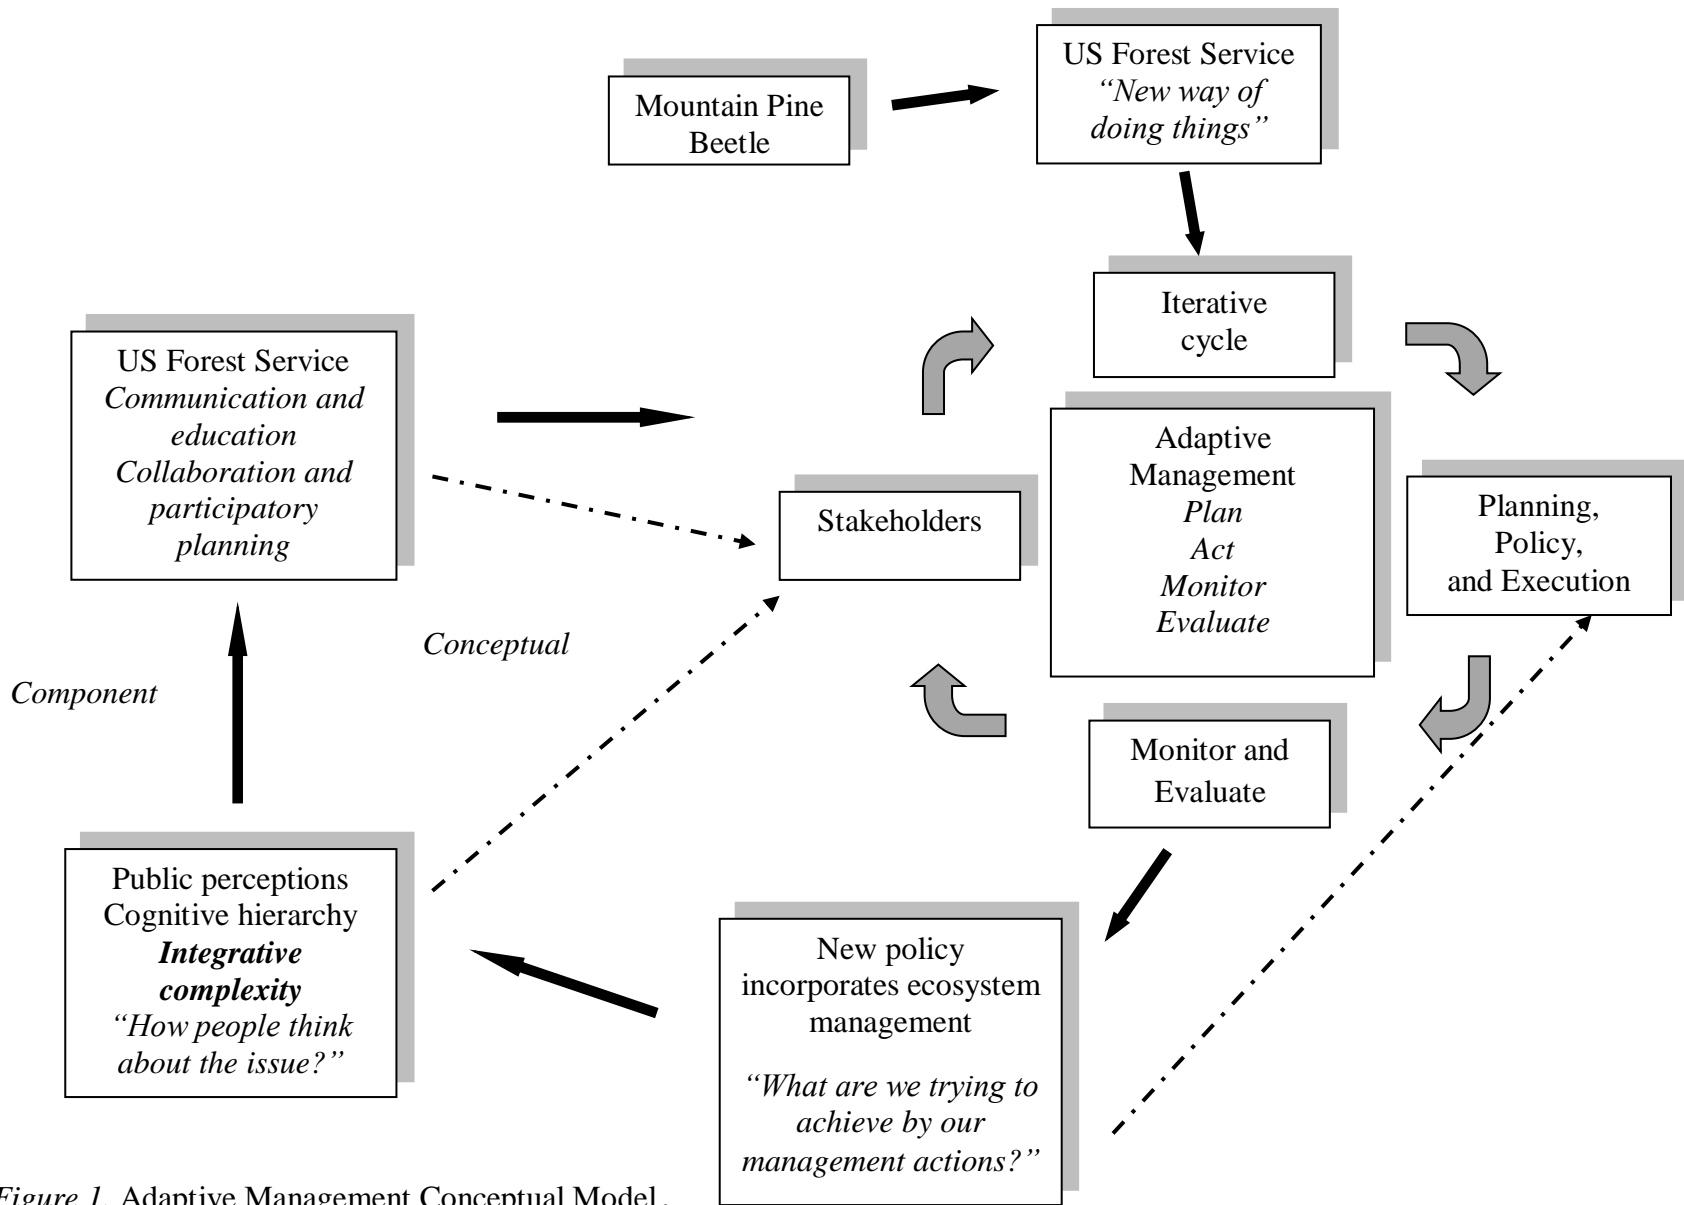 US Forest Service
“New way of
doing things”
Mountain Pine
Beetle
Iterative
cycle
US Forest Service
Communication and
education
Collaboration and
participatory
planning
Adaptive
Management
Plan
Act
Monitor
Evaluate
Stakeholders
Planning,
Policy,
and Execution
Conceptual
Component
Monitor and
Evaluate
Public perceptions
Cognitive hierarchy
Integrative
complexity
“How people think
about the issue?”
New policy
incorporates ecosystem
management
“What are we trying to
achieve by our
management actions?”
Figure 1. Adaptive Management Conceptual Model.